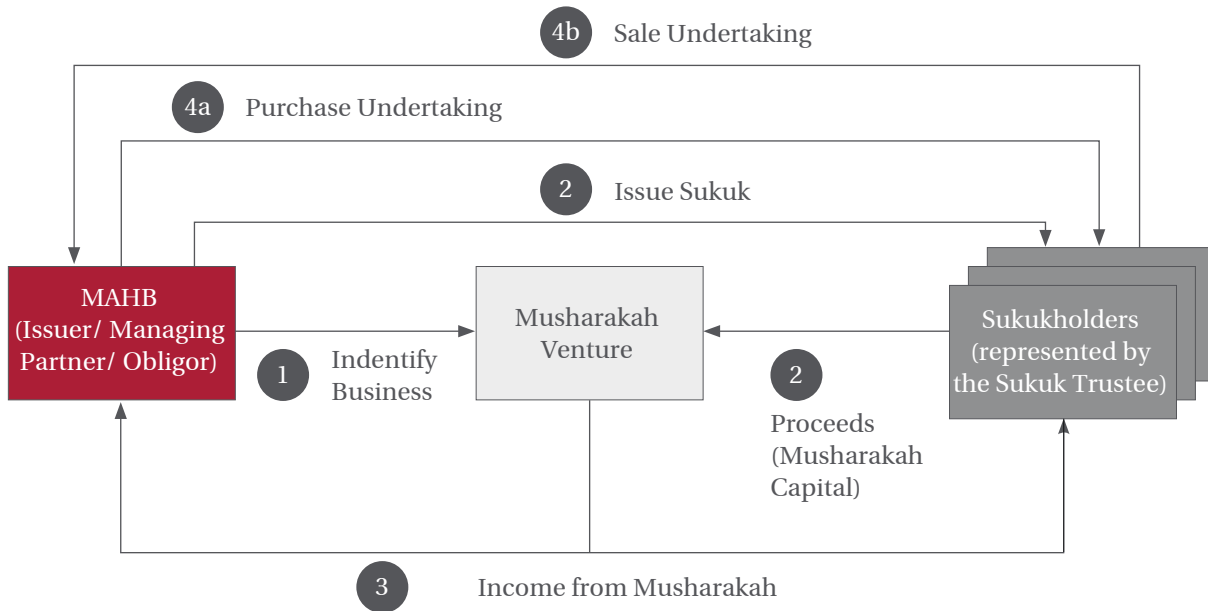 4b Sale Undertaking
4a Purchase Undertaking
2 Issue Sukuk
MAHB
(Issuer/ Managing
Partner/ Obligor)
Musharakah
Venture
Sukukholders
(represented by
the Sukuk Trustee)
1 Indentify
Business
2
Proceeds
(Musharakah
Capital)
3 Income from Musharakah